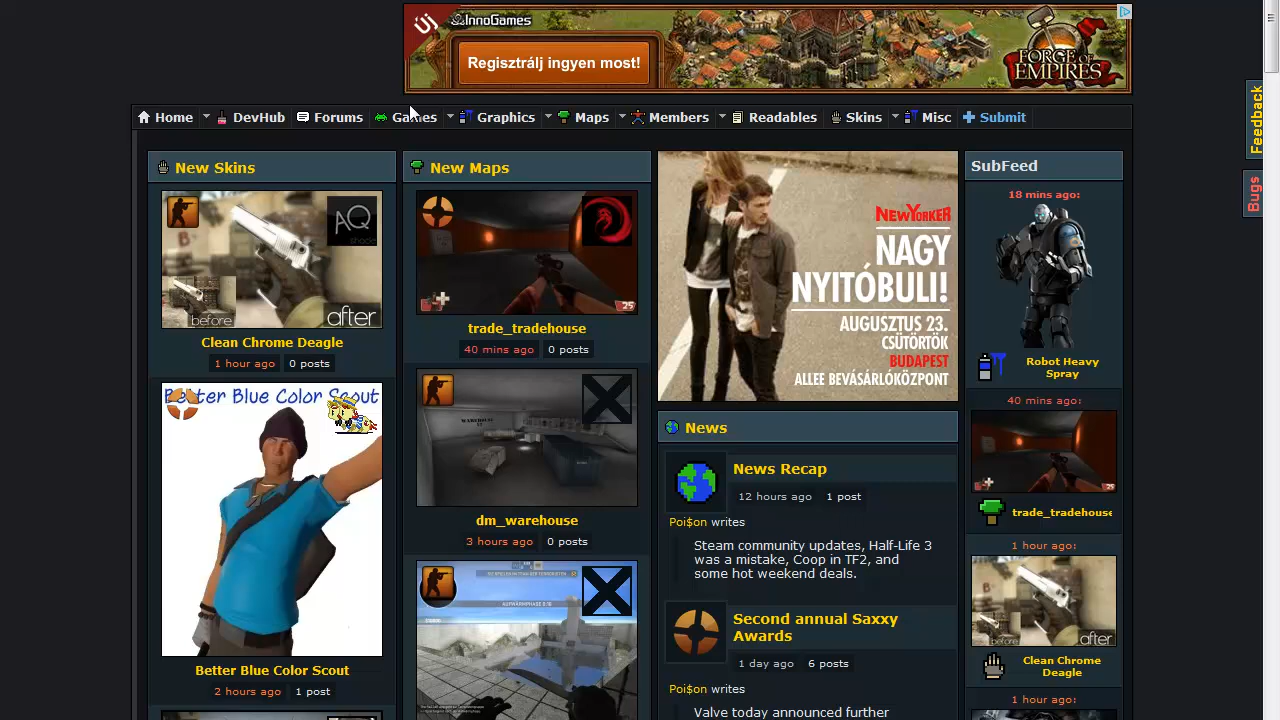 ÚJ
InnoGames
Regisztrálj ingyen most!
FORGE OF
EMPIRES
Home
DevHub
Forums
Games
Graphics
Maps
Members
Readables
Skins
Misc
Submit
Feedback
Bugs
New Skins
AQ
before
after
Clean Chrome Deagle
1 hour ago
0 posts
Better Blue Color Scout
Better Blue Color Scout
2 hours ago
1 post
New Maps
25
trade_tradehouse
40 mins ago
0 posts
dm_warehouse
3 hours ago
0 posts
NEWYORKER
NAGY
NYITÓBULI!
AUGUSZTUS 23.
CSÜTÖRTÖK
BUDAPEST
ALLEE BEVÁSÁRLÓKÖZPONT
News
News Recap
12 hours ago
1 post
Poi$on writes
Steam community updates, Half-Life 3
was a mistake, Coop in TF2, and
some hot weekend deals.
Second annual Saxxy
Awards
1 day ago
6 posts
Poi$on writes
Valve today announced further
SubFeed
18 mins ago:
Robot Heavy
Spray
40 mins ago:
25
trade_tradehouse
1 hour ago:
before
after
Clean Chrome
Deagle
1 hour ago: